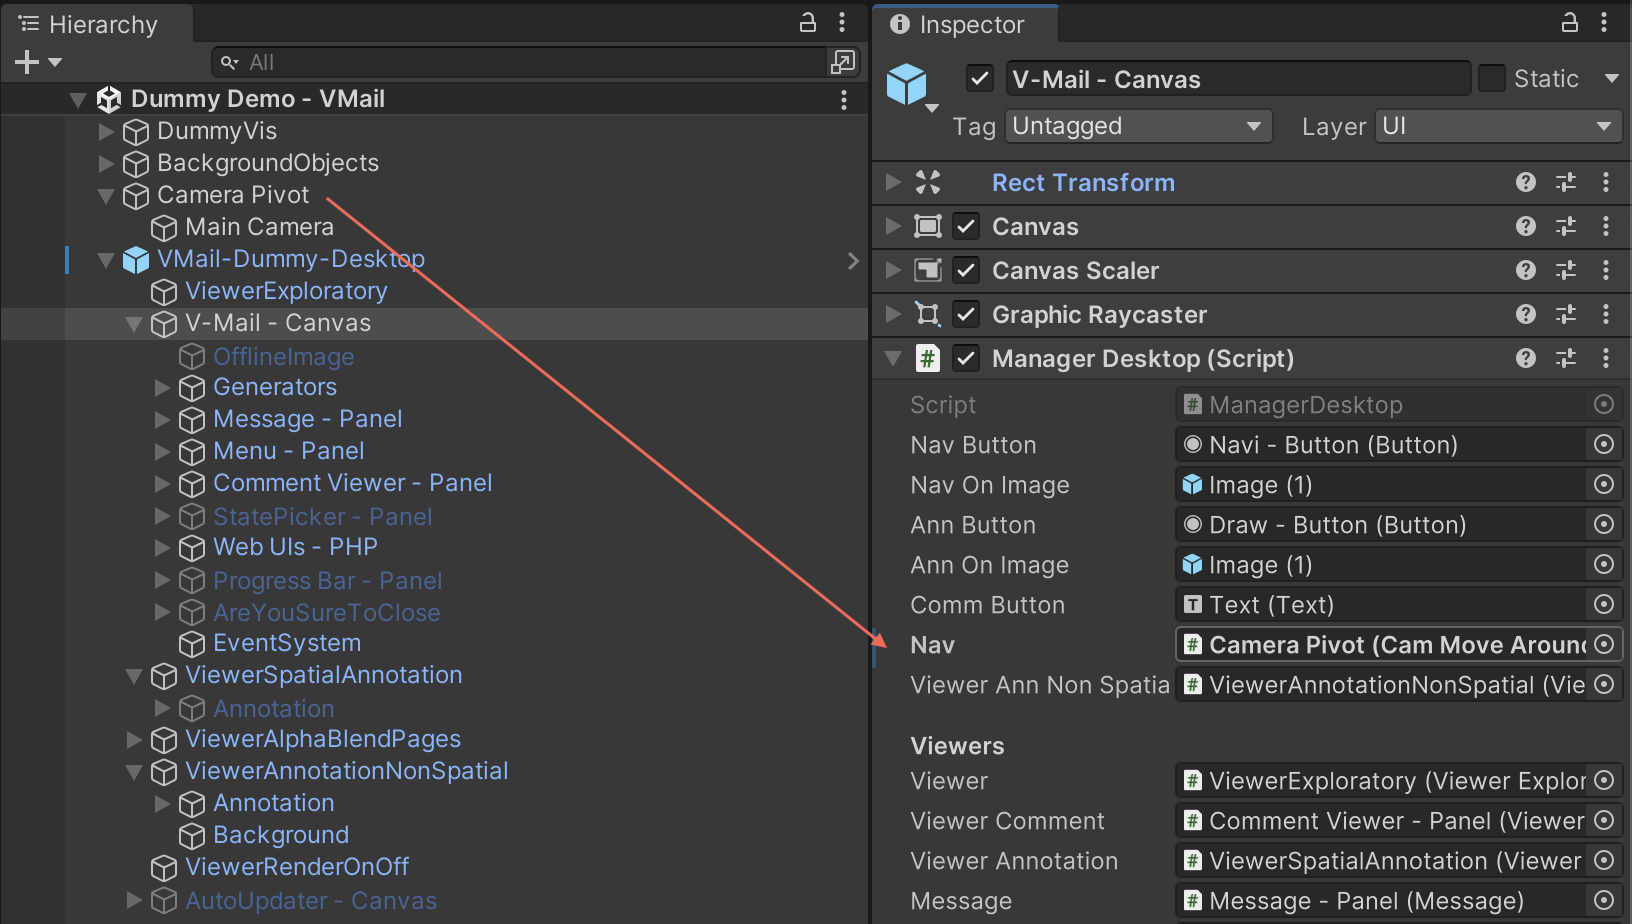 Hierarchy
All
Dummy Demo - VMail
DummyVis
BackgroundObjects
Camera Pivot
Main Camera
VMail-Dummy-Desktop
ViewerExploratory
V-Mail - Canvas
OfflineImage
Generators
Message - Panel
Menu - Panel
Comment Viewer - Panel
StatePicker - Panel
Web UIs - PHP
Progress Bar - Panel
AreYouSureToClose
EventSystem
ViewerSpatialAnnotation
Annotation
ViewerAlphaBlendPages
ViewerAnnotationNonSpatial
Annotation
Background
ViewerRenderOnOff
AutoUpdater - Canvas
Inspector
V-Mail - Canvas Static
Tag Untagged Layer UI
Rect Transform
Canvas
Canvas Scaler
Graphic Raycaster
# Manager Desktop (Script)
Script # ManagerDesktop
Nav Button Navi - Button (Button)
Nav On Image Image (1)
Ann Button Draw - Button (Button)
Ann On Image Image (1)
Comm Button T Text (Text)
Nav # Camera Pivot (Cam Move Aroun
Viewer Ann Non Spatia # ViewerAnnotationNonSpatial (Vie
Viewers
Viewer # ViewerExploratory (Viewer Explor
Viewer Comment # Comment Viewer - Panel (Viewer
Viewer Annotation # ViewerSpatialAnnotation (Viewer
Message # Message - Panel (Message)